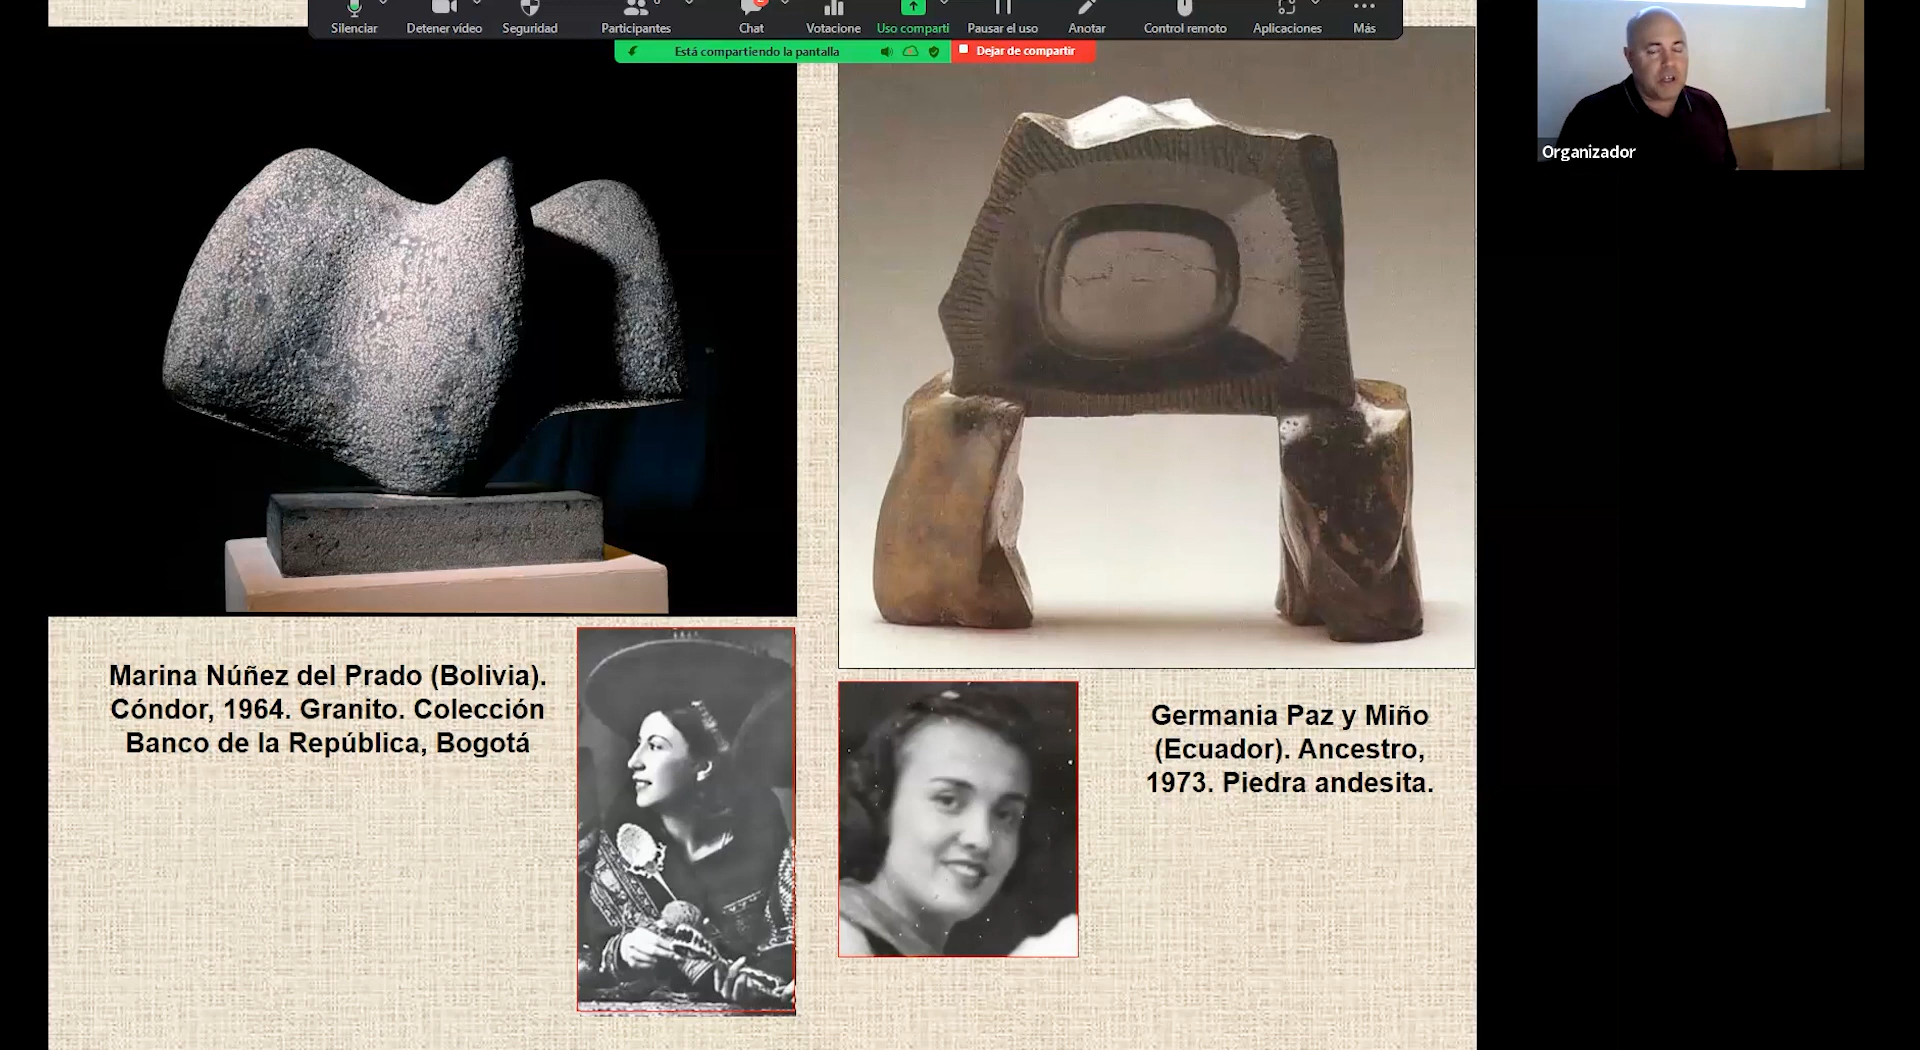 Silenciar
Detener vídeo
Seguridad
Participantes
Chat
Votacione
Uso comparti
Pausar el uso
Anotar
Control remoto
Aplicaciones
Más
Está compartiendo la pantalla
Dejar de compartir
Organizador
Marina Núñez del Prado (Bolivia).
Cóndor, 1964. Granito. Colección
Banco de la República, Bogotá
Germania Paz y Miño
(Ecuador). Ancestro,
1973. Piedra andesita.